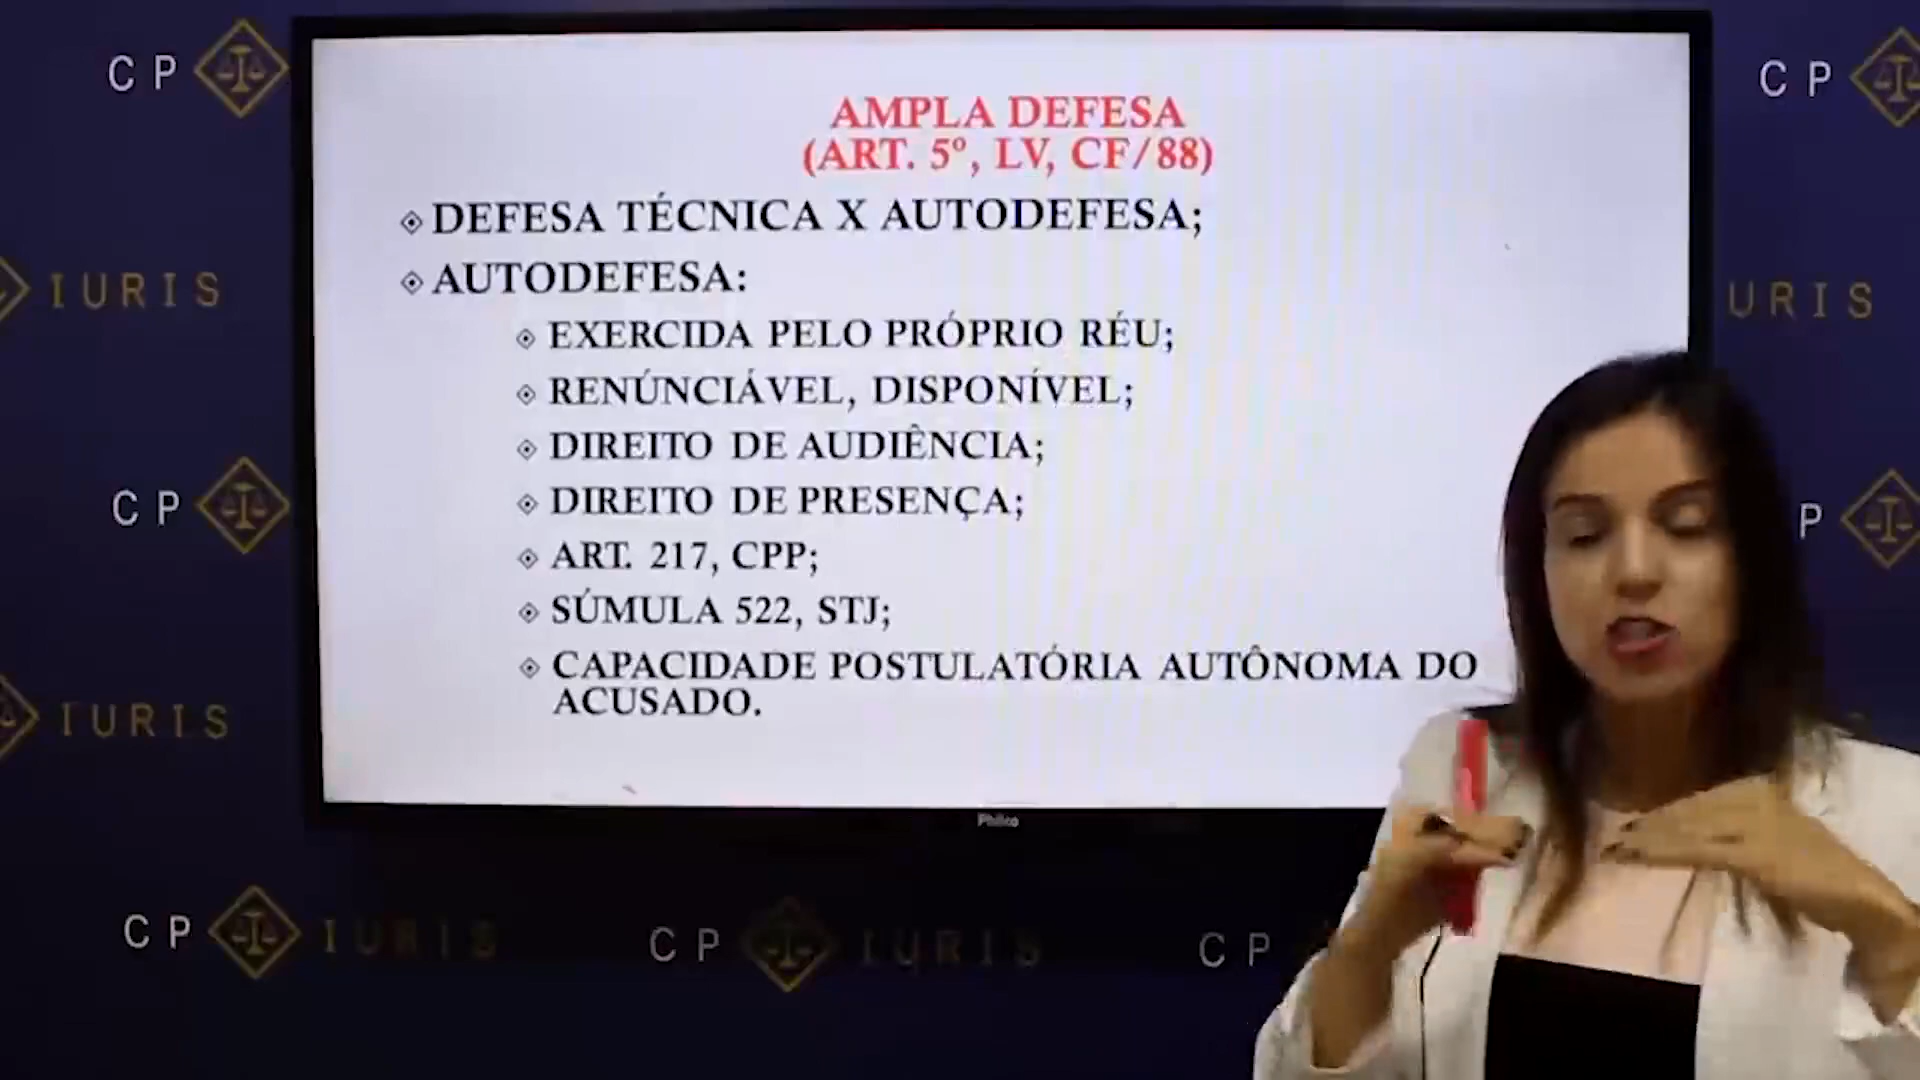 CP
CP
AMPLA DEFESA
(ART. 5º, LV, CF/88)
DEFESA TÉCNICA X AUTODEFESA;
AUTODEFESA:
IURIS
URIS
EXERCIDA PELO PRÓPRIO RÉU;
RENÚNCIÁVEL, DISPONÍVEL;
DIREITO DE AUDIÊNCIA;
DIREITO DE PRESENÇA;
CP
P
ART. 217, CPP;
SÚMULA 522, STJ;
CAPACIDADE POSTULATÓRIA AUTÔNOMA DO
ACUSADO.
IURIS
Philco
CP IURIS
CP IURIS
CP